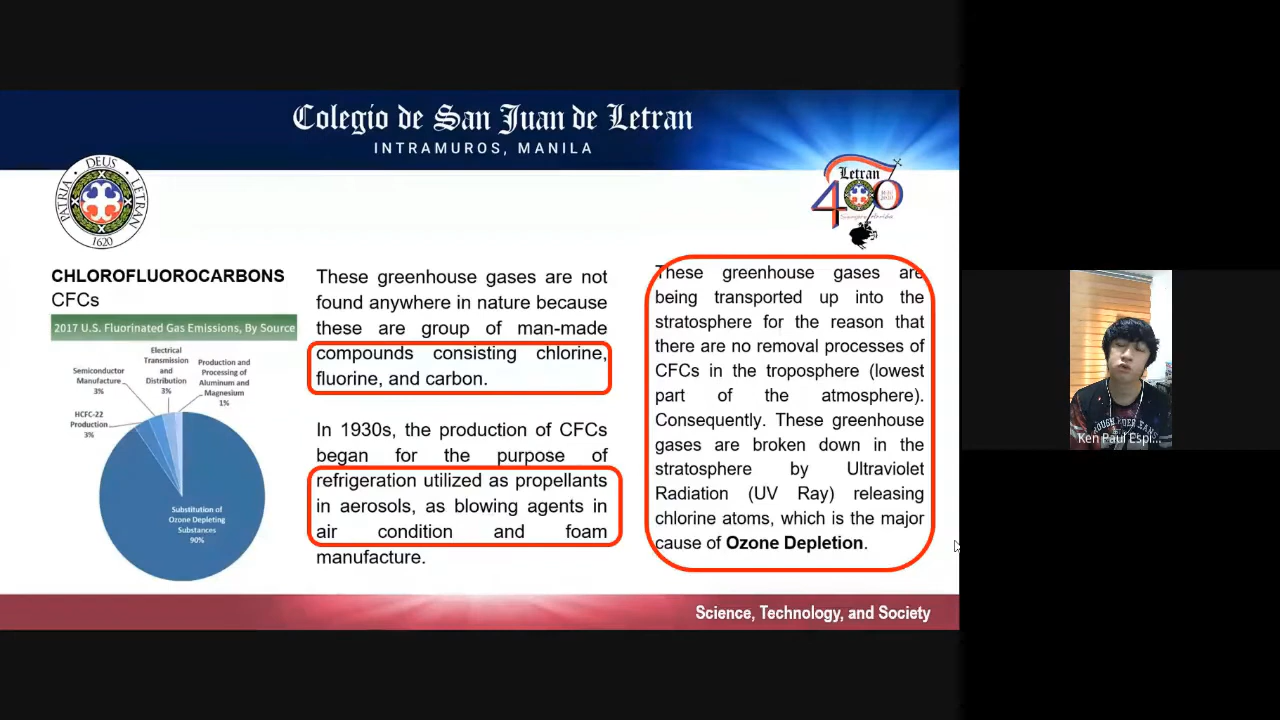 Colegio de San Juan de Letran
INTRAMUROS, MANILA
DEUS
PATRIA
LETRAN
1620
Letran
400
CHLOROFLUOROCARBONS
CFCs
2017 U.S. Fluorinated Gas Emissions, By Source
Electrical
Transmission
and
Distribution
3%
Production and
Processing of
Aluminum and
Magnesium
1%
Semiconductor
Manufacture
3%
HCFC-22
Production
3%
Substitution of
Ozone Depleting
Substances
90%
These greenhouse gases are not
found anywhere in nature because
these are group of man-made
compounds consisting chlorine,
fluorine, and carbon.
In 1930s, the production of CFCs
began for the purpose of
refrigeration utilized as propellants
in aerosols, as blowing agents in
air condition and foam
manufacture.
These greenhouse gases are
being transported up into the
stratosphere for the reason that
there are no removal processes of
CFCs in the troposphere (lowest
part of the atmosphere).
Consequently. These greenhouse
gases are broken down in the
stratosphere by Ultraviolet
Radiation (UV Ray) releasing
chlorine atoms, which is the major
cause of Ozone Depletion.
Science, Technology, and Society
Ken Paul Espi...